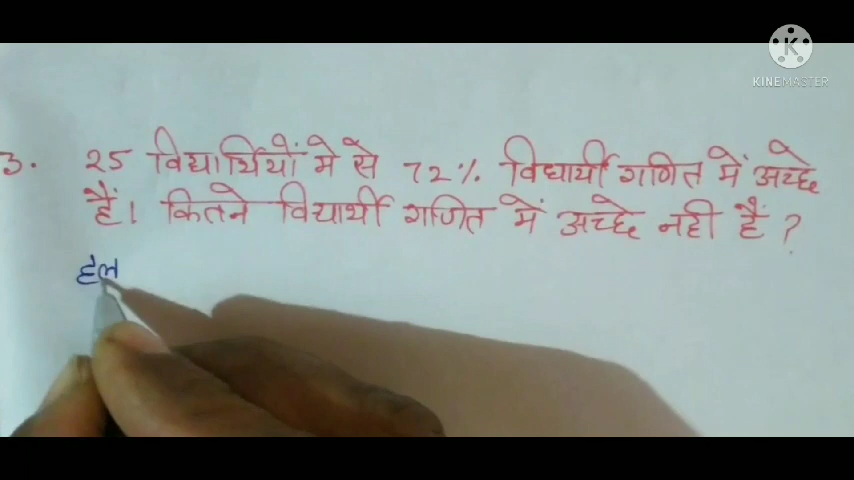 K
KINEMASTER
3. 25 विद्यार्थियों मे से 72% विद्यार्थी गणित में अच्छे
हैं। कितने विद्यार्थी गणित में अच्छे नही हैं ?
हल